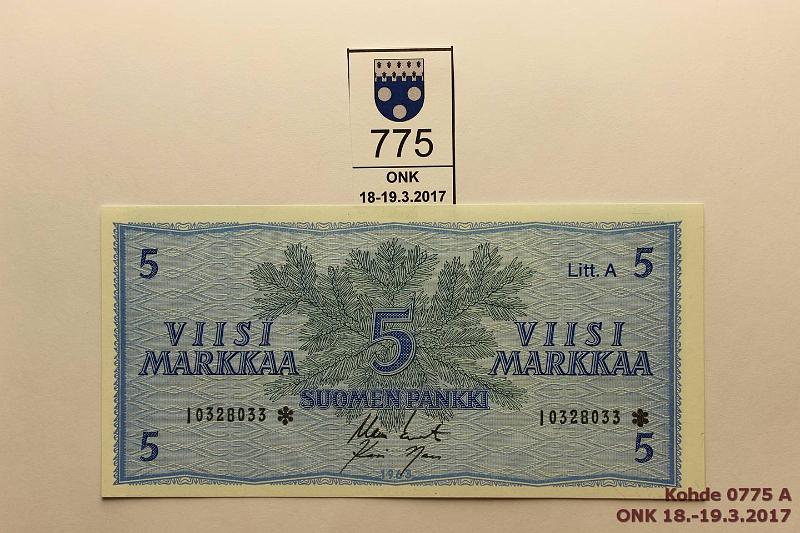 775
ONK
18-19.3.2017
5
Litt. A 5
VIISI MARKKAA
5
VIISI MARKKAA
SUOMEN PANKKI
I0328033 ✻
I0328033 ✻
5
1963
5
Kohde 0775 A
ONK 18.-19.3.2017